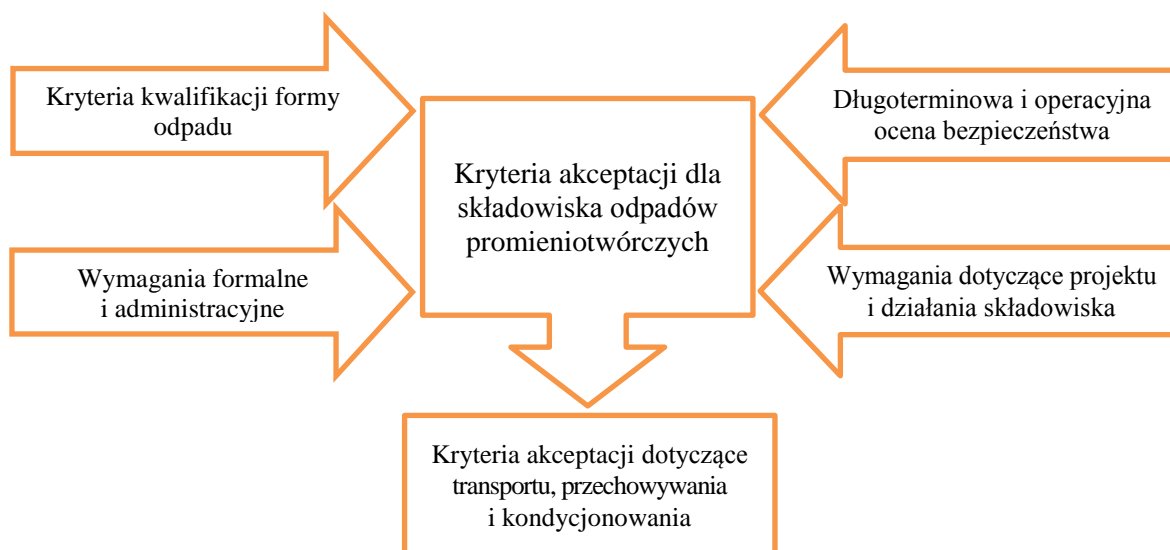 Kryteria kwalifikacji formy
odpadu
Wymagania formalne
i administracyjne
Kryteria akceptacji dla
składowiska odpadów
promieniotwórczych
Długoterminowa i operacyjna
ocena bezpieczeństwa
Wymagania dotyczące projektu
i działania składowiska
Kryteria akceptacji dotyczące
transportu, przechowywania
i kondycjonowania